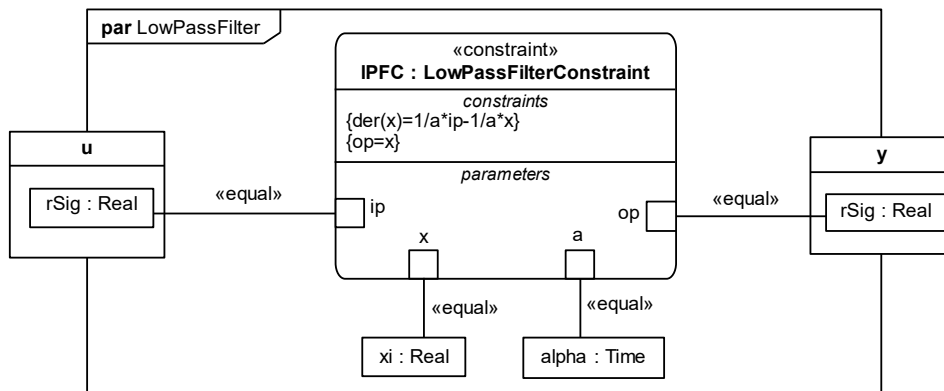 par LowPassFilter
«constraint»
lPFC : LowPassFilterConstraint
constraints
{der(x)=1/a*ip-1/a*x}
{op=x}
parameters
u
rSig : Real
«equal»
ip
x
a
op
«equal»
y
rSig : Real
«equal»
«equal»
xi : Real
alpha : Time